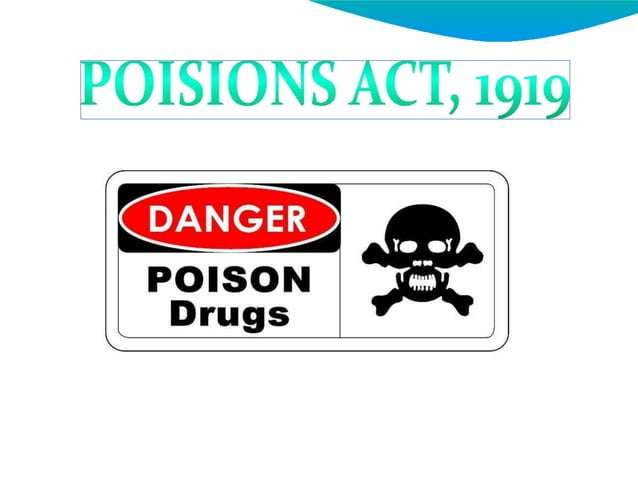 POISIONS ACT, 1919
DANGER
POISON
Drugs